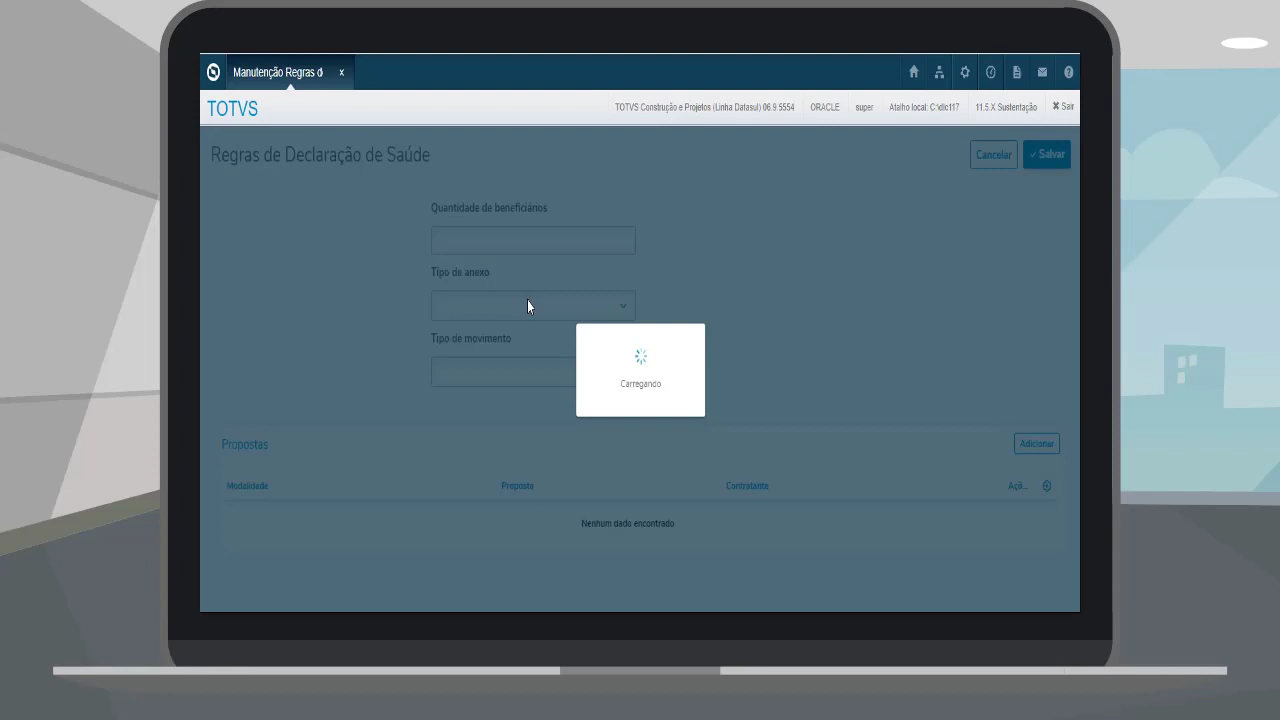 Manutenção Regras d x
TOTVS TOTVS Construção e Projetos (Linha Datasul) 06.9.5554 ORACLE super Atalho local: C:\dlc117 11.5.X Sustentação Sair
Regras de Declaração de Saúde Cancelar Salvar
Quantidade de beneficiários
Tipo de anexo
Tipo de movimento
Carregando
Propostas Adicionar
Modalidade Proposta Contratante Açõ...
Nenhum dado encontrado